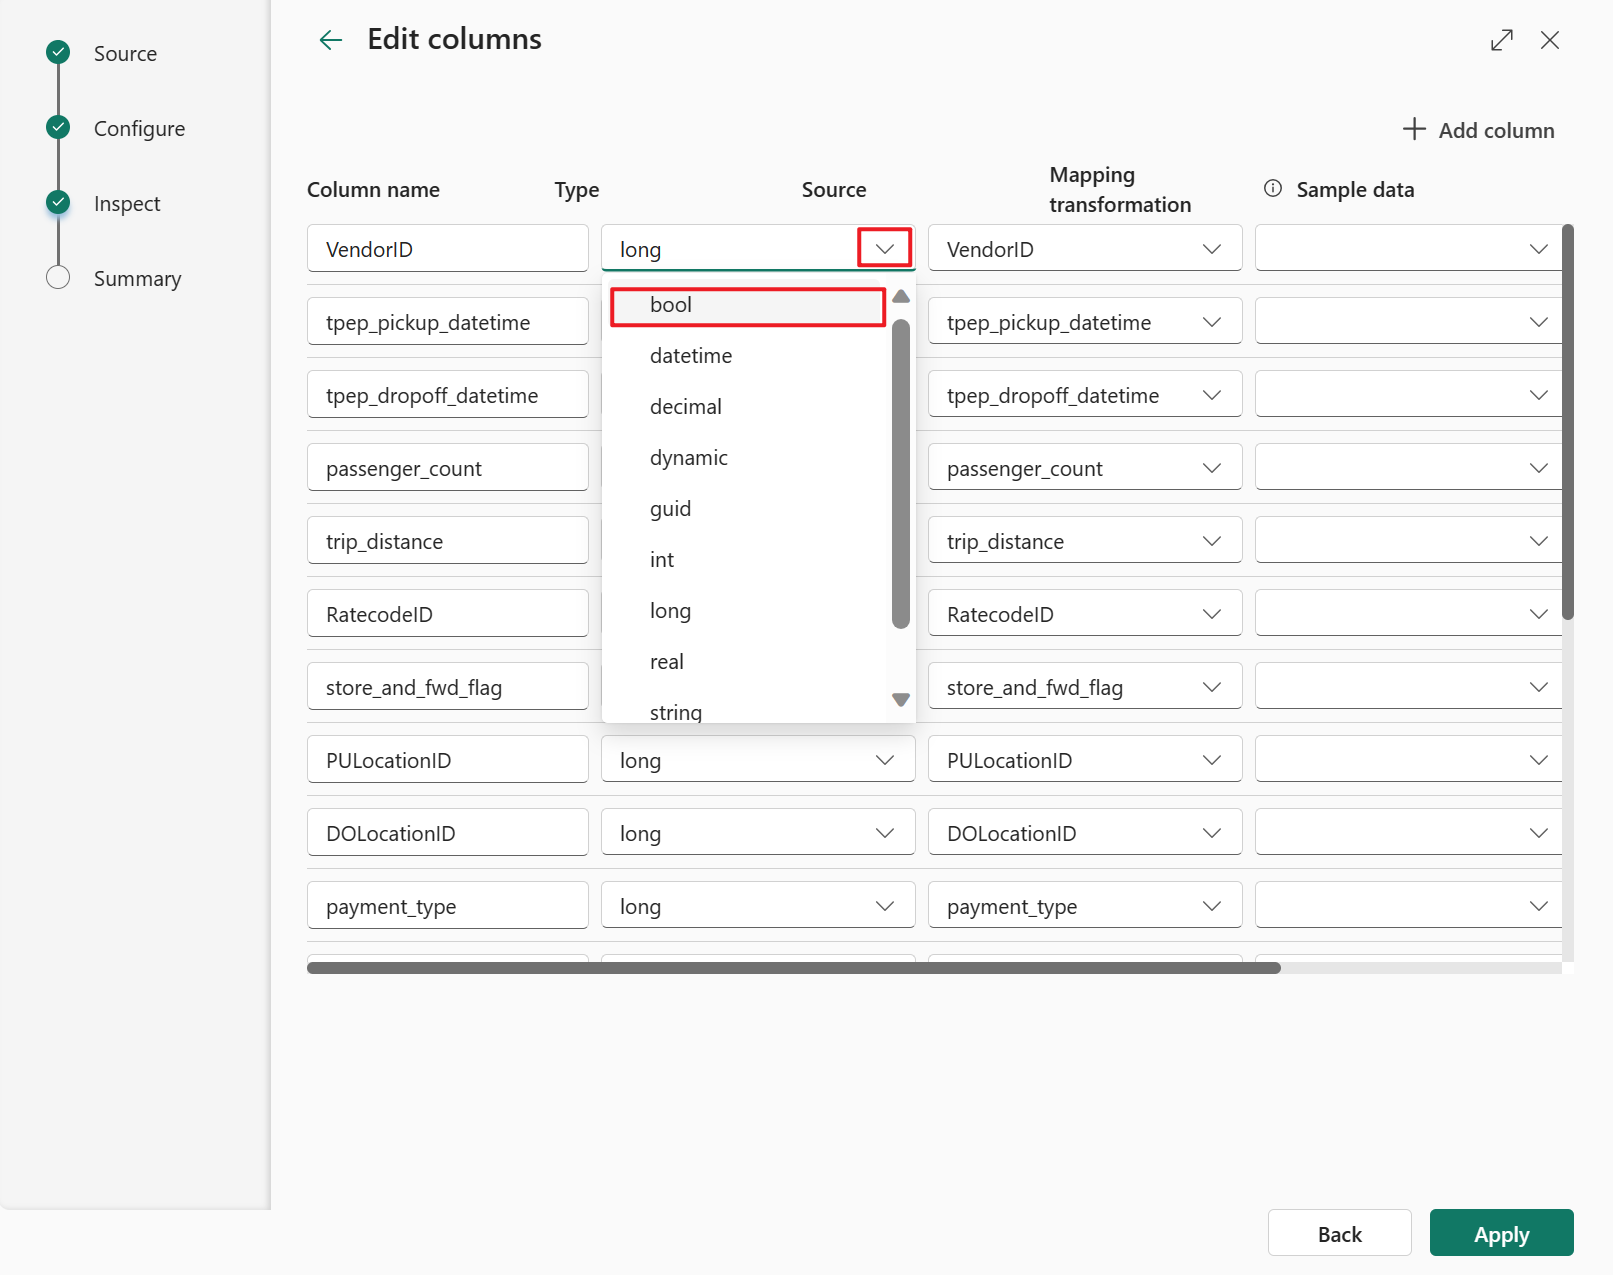 Source
Configure
Inspect
Summary
Edit columns
Add column
Column name Type Source Mapping transformation Sample data
VendorID long VendorID
tpep_pickup_datetime tpep_pickup_datetime
tpep_dropoff_datetime tpep_dropoff_datetime
passenger_count passenger_count
trip_distance trip_distance
RatecodeID RatecodeID
store_and_fwd_flag store_and_fwd_flag
bool
datetime
decimal
dynamic
guid
int
long
real
string
PULocationID long PULocationID
DOLocationID long DOLocationID
payment_type long payment_type
Back Apply